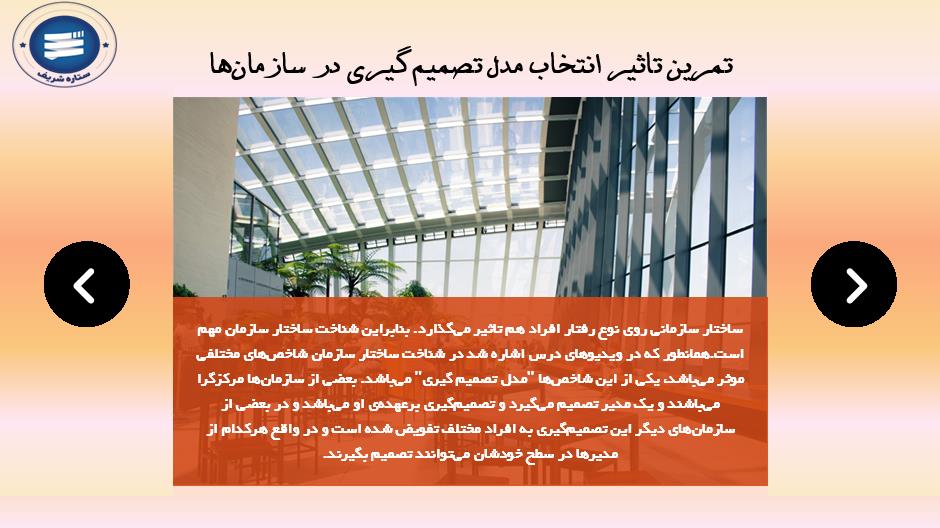 ستاره شریف
تمرین تاثیر انتخاب مدل تصمیم‌گیری در سازمان‌ها
ساختار سازمانی روی نوع رفتار افراد هم تاثیر می‌گذارد. بنابراین شناخت ساختار سازمان مهم
است.همانطور که در ویدیوهای درس اشاره شد در شناخت ساختار سازمان شاخص‌های مختلفی
موثر می‌باشد، یکی از این شاخص‌ها "مدل تصمیم گیری" می‌باشد. بعضی از سازمان‌ها مرکزگرا
می‌باشند و یک مدیر تصمیم می‌گیرد و تصمیم‌گیری برعهده‌ی او می‌باشد و در بعضی از
سازمان‌های دیگر این تصمیم‌گیری به افراد مختلف تفویض شده است و در واقع هرکدام از
مدیرها در سطح خودشان می‌توانند تصمیم بگیرند.